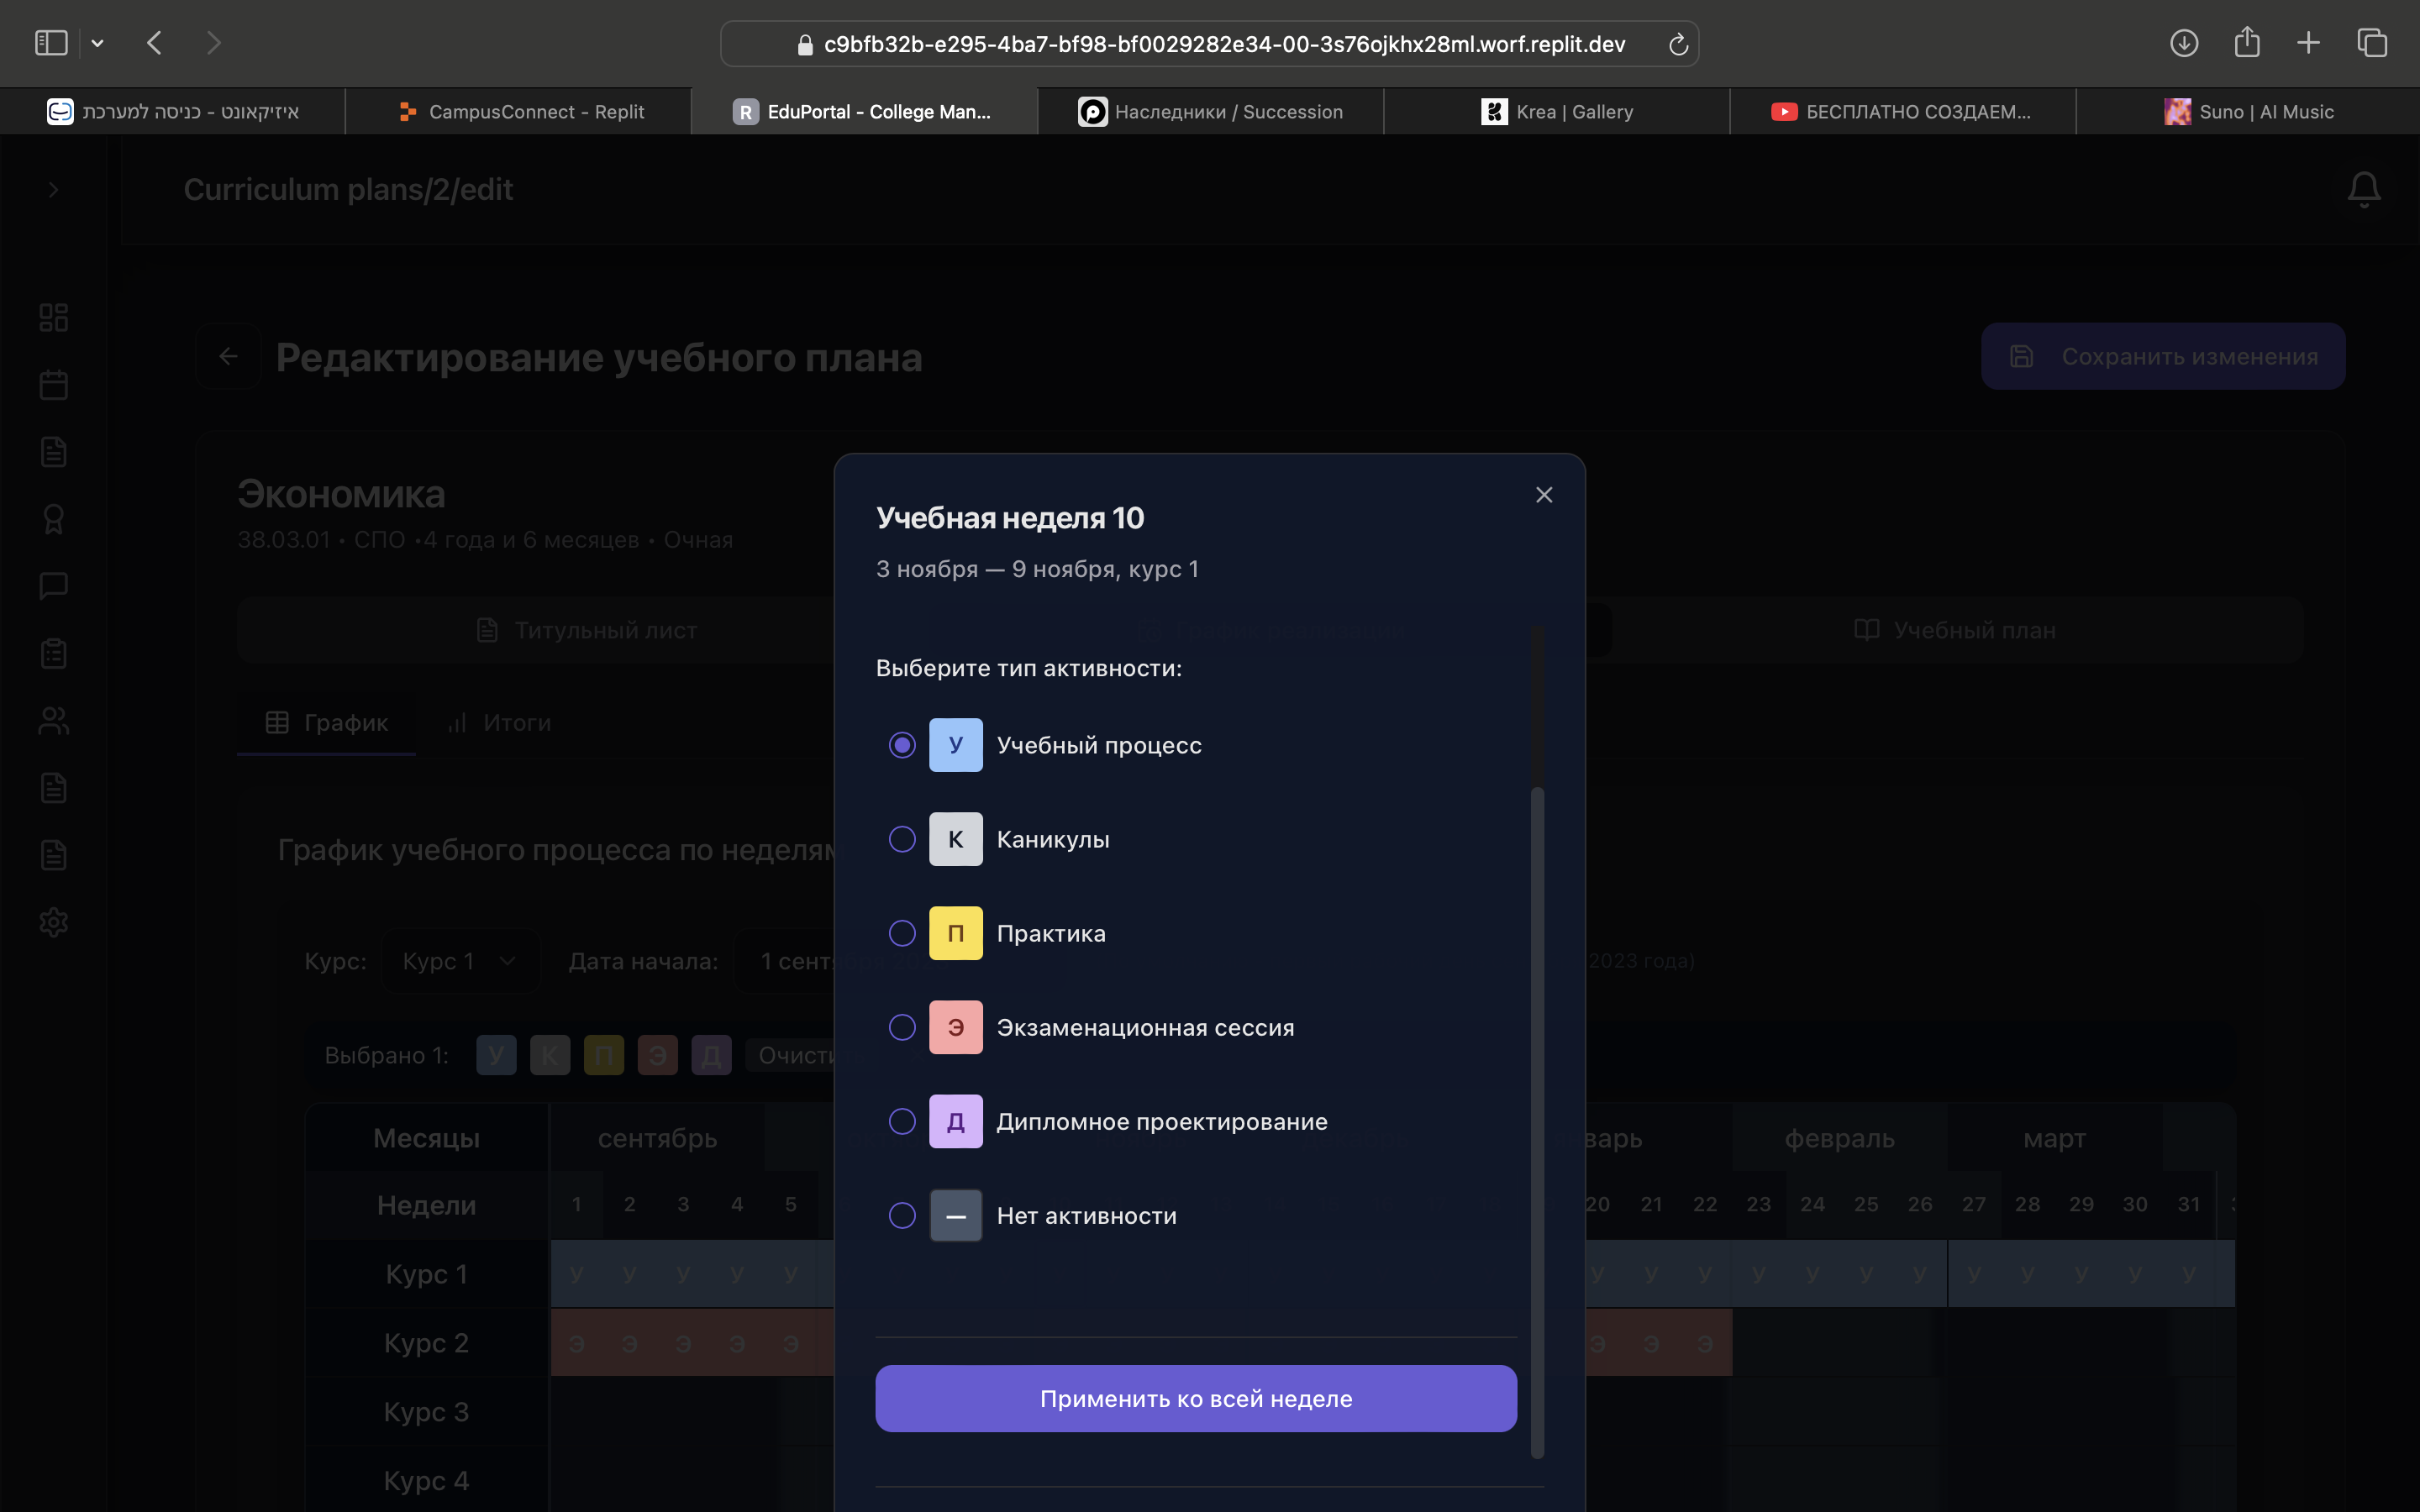 c9bfb32b-e295-4ba7-bf98-bf0029282e34-00-3s76ojkhx28ml.worf.replit.dev
איזיקאונט - כניסה למערכת
CampusConnect - Replit
R EduPortal - College Man...
Наследники / Succession
Krea | Gallery
БЕСПЛАТНО СОЗДАЕМ...
Suno | AI Music
Curriculum plans/2/edit
Редактирование учебного плана
Сохранить изменения
Экономика
38.03.01 • СПО •4 года и 6 месяцев • Очная
Титульный лист
Учебный план
График
Итоги
График учебного процесса по неделям
Курс: Курс 1 Дата начала: 1 сентября
2023 года)
Выбрано 1: У К П Э Д Очисти
Месяцы сентябрь
варь февраль март
Недели 1 2 3 4 5
20 21 22 23 24 25 26 27 28 29 30 31
Курс 1 У У У У У
У У У У У У У У У У У У
Курс 2 Э Э Э Э Э
Э Э Э
Курс 3
Курс 4
Учебная неделя 10
3 ноября — 9 ноября, курс 1
Выберите тип активности:
У Учебный процесс
К Каникулы
П Практика
Э Экзаменационная сессия
Д Дипломное проектирование
— Нет активности
Применить ко всей неделе